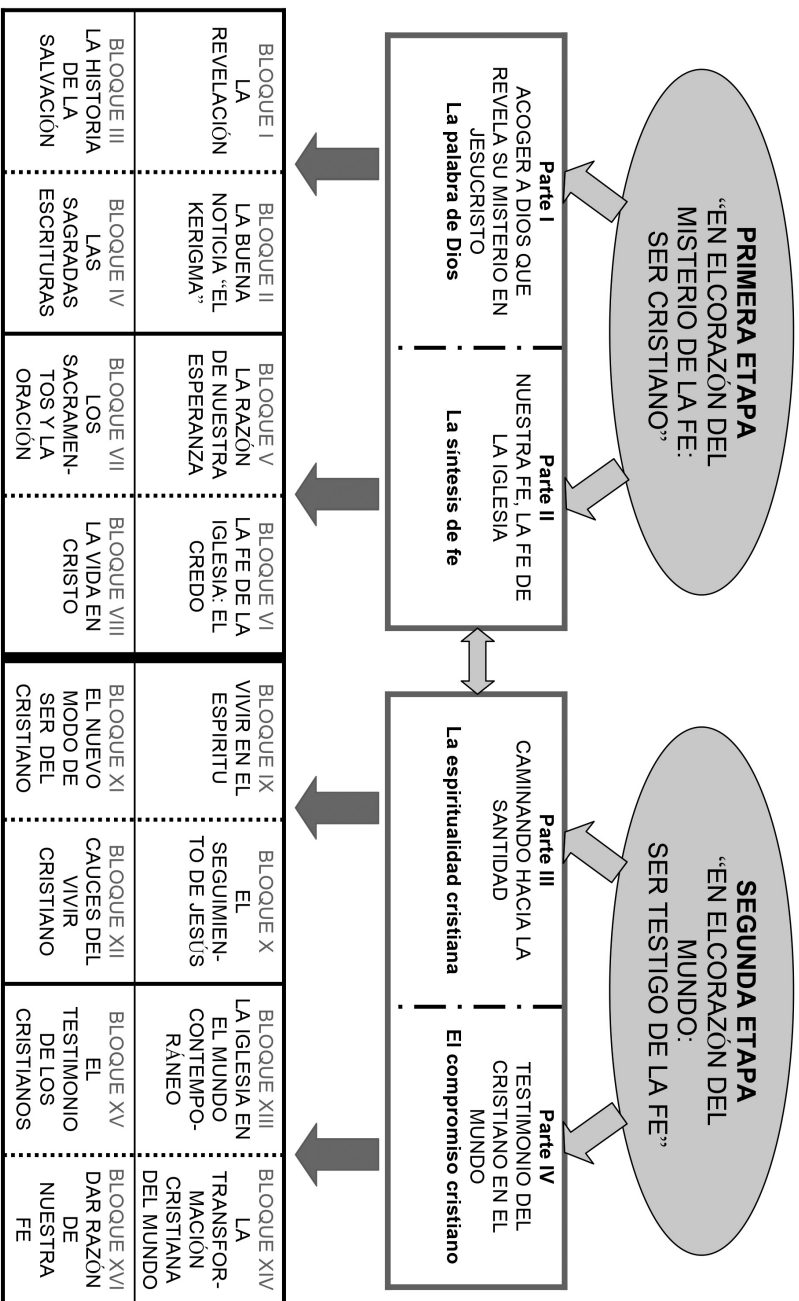 PRIMERA ETAPA
“EN EL CORAZÓN DEL
MISTERIO DE LA FE:
SER CRISTIANO”
SEGUNDA ETAPA
“EN EL CORAZÓN DEL
MUNDO:
SER TESTIGO DE LA FE”
Parte I
ACOGER A DIOS QUE
REVELA SU MISTERIO EN
JESUCRISTO
La palabra de Dios
Parte II
NUESTRA FE, LA FE DE
LA IGLESIA
La síntesis de fe
Parte III
CAMINANDO HACIA LA
SANTIDAD
La espiritualidad cristiana
Parte IV
TESTIMONIO DEL
CRISTIANO EN EL
MUNDO
El compromiso cristiano
BLOQUE I
LA
REVELACIÓN
BLOQUE II
LA BUENA
NOTICIA “EL
KERIGMA”
BLOQUE V
LA RAZÓN
DE NUESTRA
ESPERANZA
BLOQUE VI
LA FE DE LA
IGLESIA: EL
CREDO
BLOQUE IX
VIVIR EN EL
ESPIRITU
BLOQUE X
EL
SEGUIMIEN-
TO DE JESÚS
BLOQUE XIII
LA IGLESIA EN
EL MUNDO
CONTEMPO-
RÁNEO
BLOQUE XIV
LA
TRANSFOR-
MACIÓN
CRISTIANA
DEL MUNDO
BLOQUE III
LA HISTORIA
DE LA
SALVACIÓN
BLOQUE IV
LAS
SAGRADAS
ESCRITURAS
BLOQUE VII
LOS
SACRAMEN-
TOS Y LA
ORACIÓN
BLOQUE VIII
LA VIDA EN
CRISTO
BLOQUE XI
EL NUEVO
MODO DE
SER DEL
CRISTIANO
BLOQUE XII
CAUCES DEL
VIVIR
CRISTIANO
BLOQUE XV
EL
TESTIMONIO
DE LOS
CRISTIANOS
BLOQUE XVI
DAR RAZÓN
DE
NUESTRA
FE